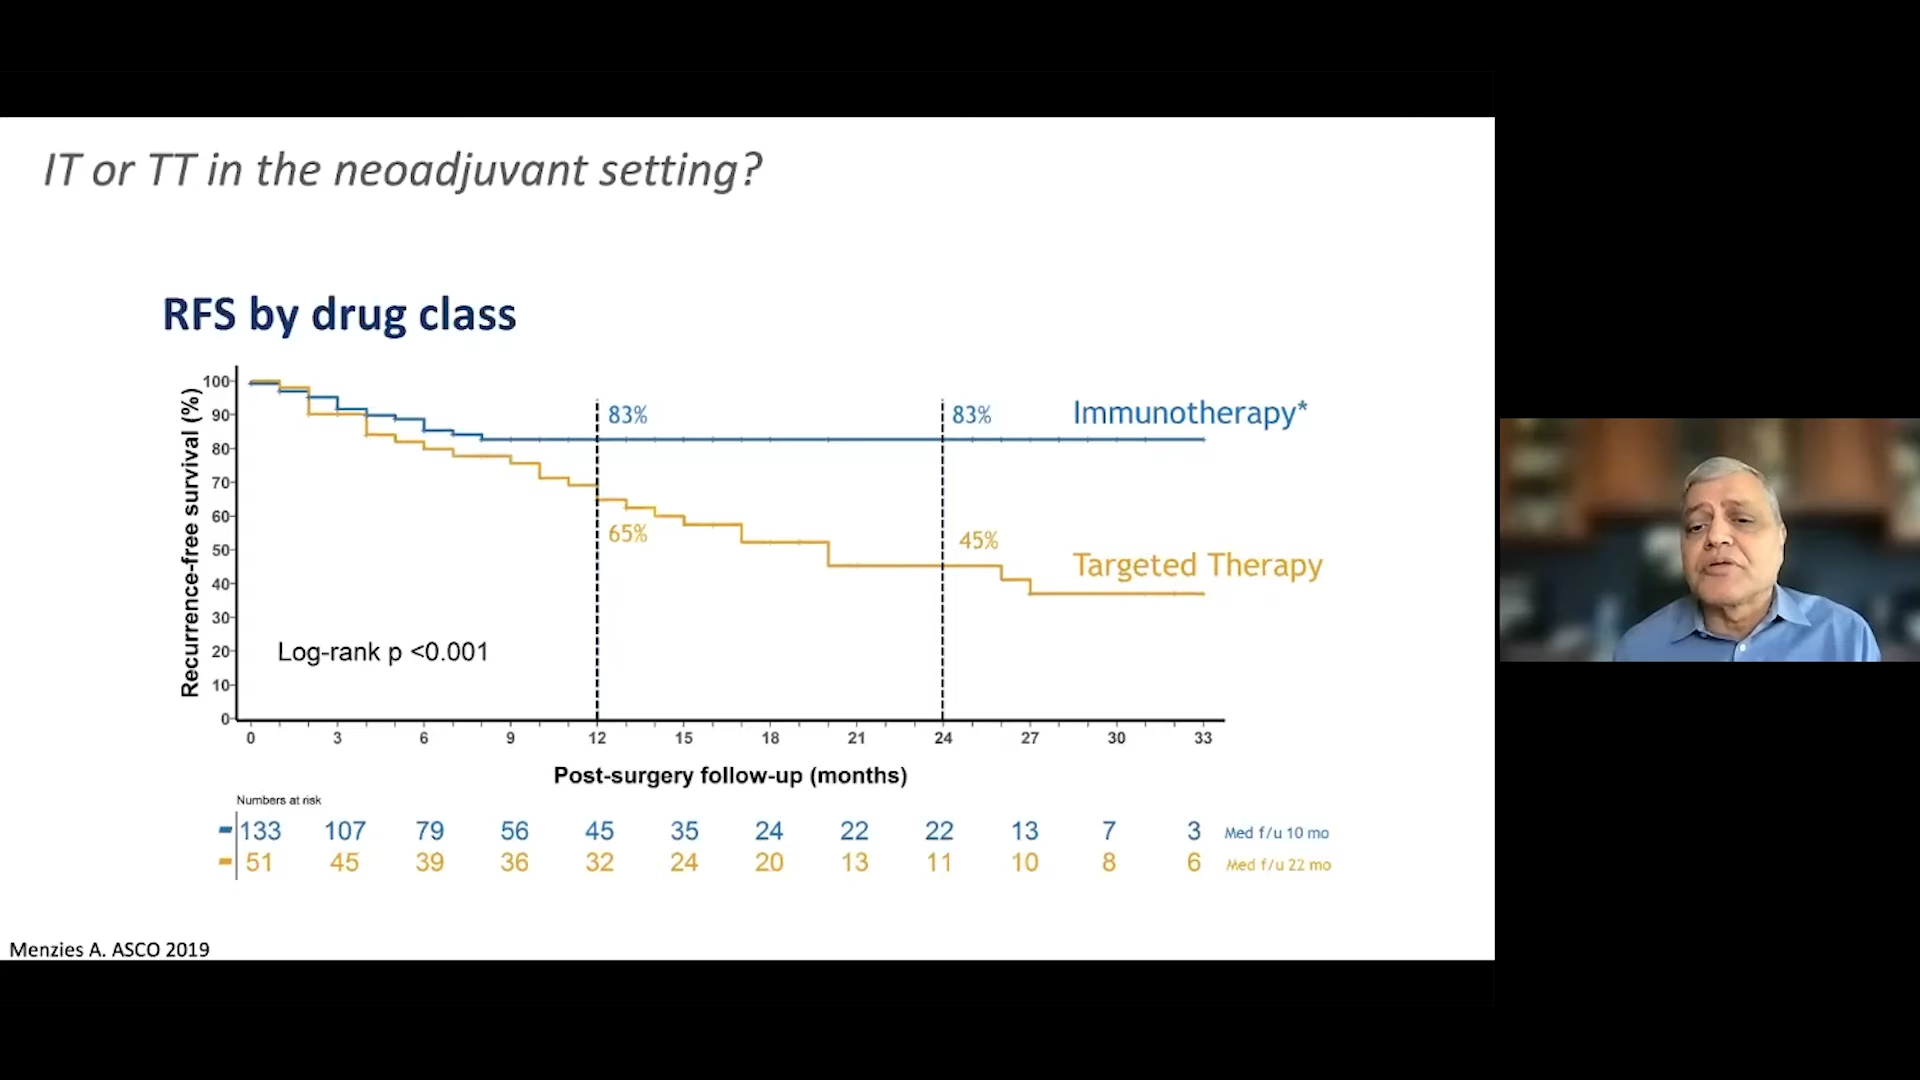 IT or TT in the neoadjuvant setting?
RFS by drug class
Recurrence-free survival (%)
100
90
80
70
60
50
40
30
20
10
0
83%
83%
Immunotherapy*
65%
45%
Targeted Therapy
Log-rank p <0.001
0 3 6 9 12 15 18 21 24 27 30 33
Post-surgery follow-up (months)
Numbers at risk
133 107 79 56 45 35 24 22 22 13 7 3 Med f/u 10 mo
51 45 39 36 32 24 20 13 11 10 8 6 Med f/u 22 mo
Menzies A. ASCO 2019